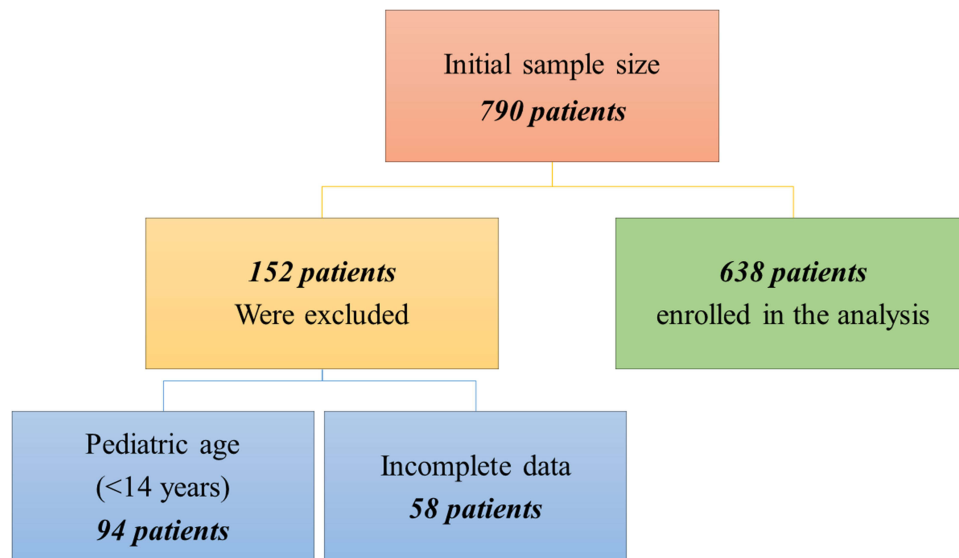 Initial sample size
790 patients
152 patients
Were excluded
638 patients
enrolled in the analysis
Pediatric age
(<14 years)
94 patients
Incomplete data
58 patients